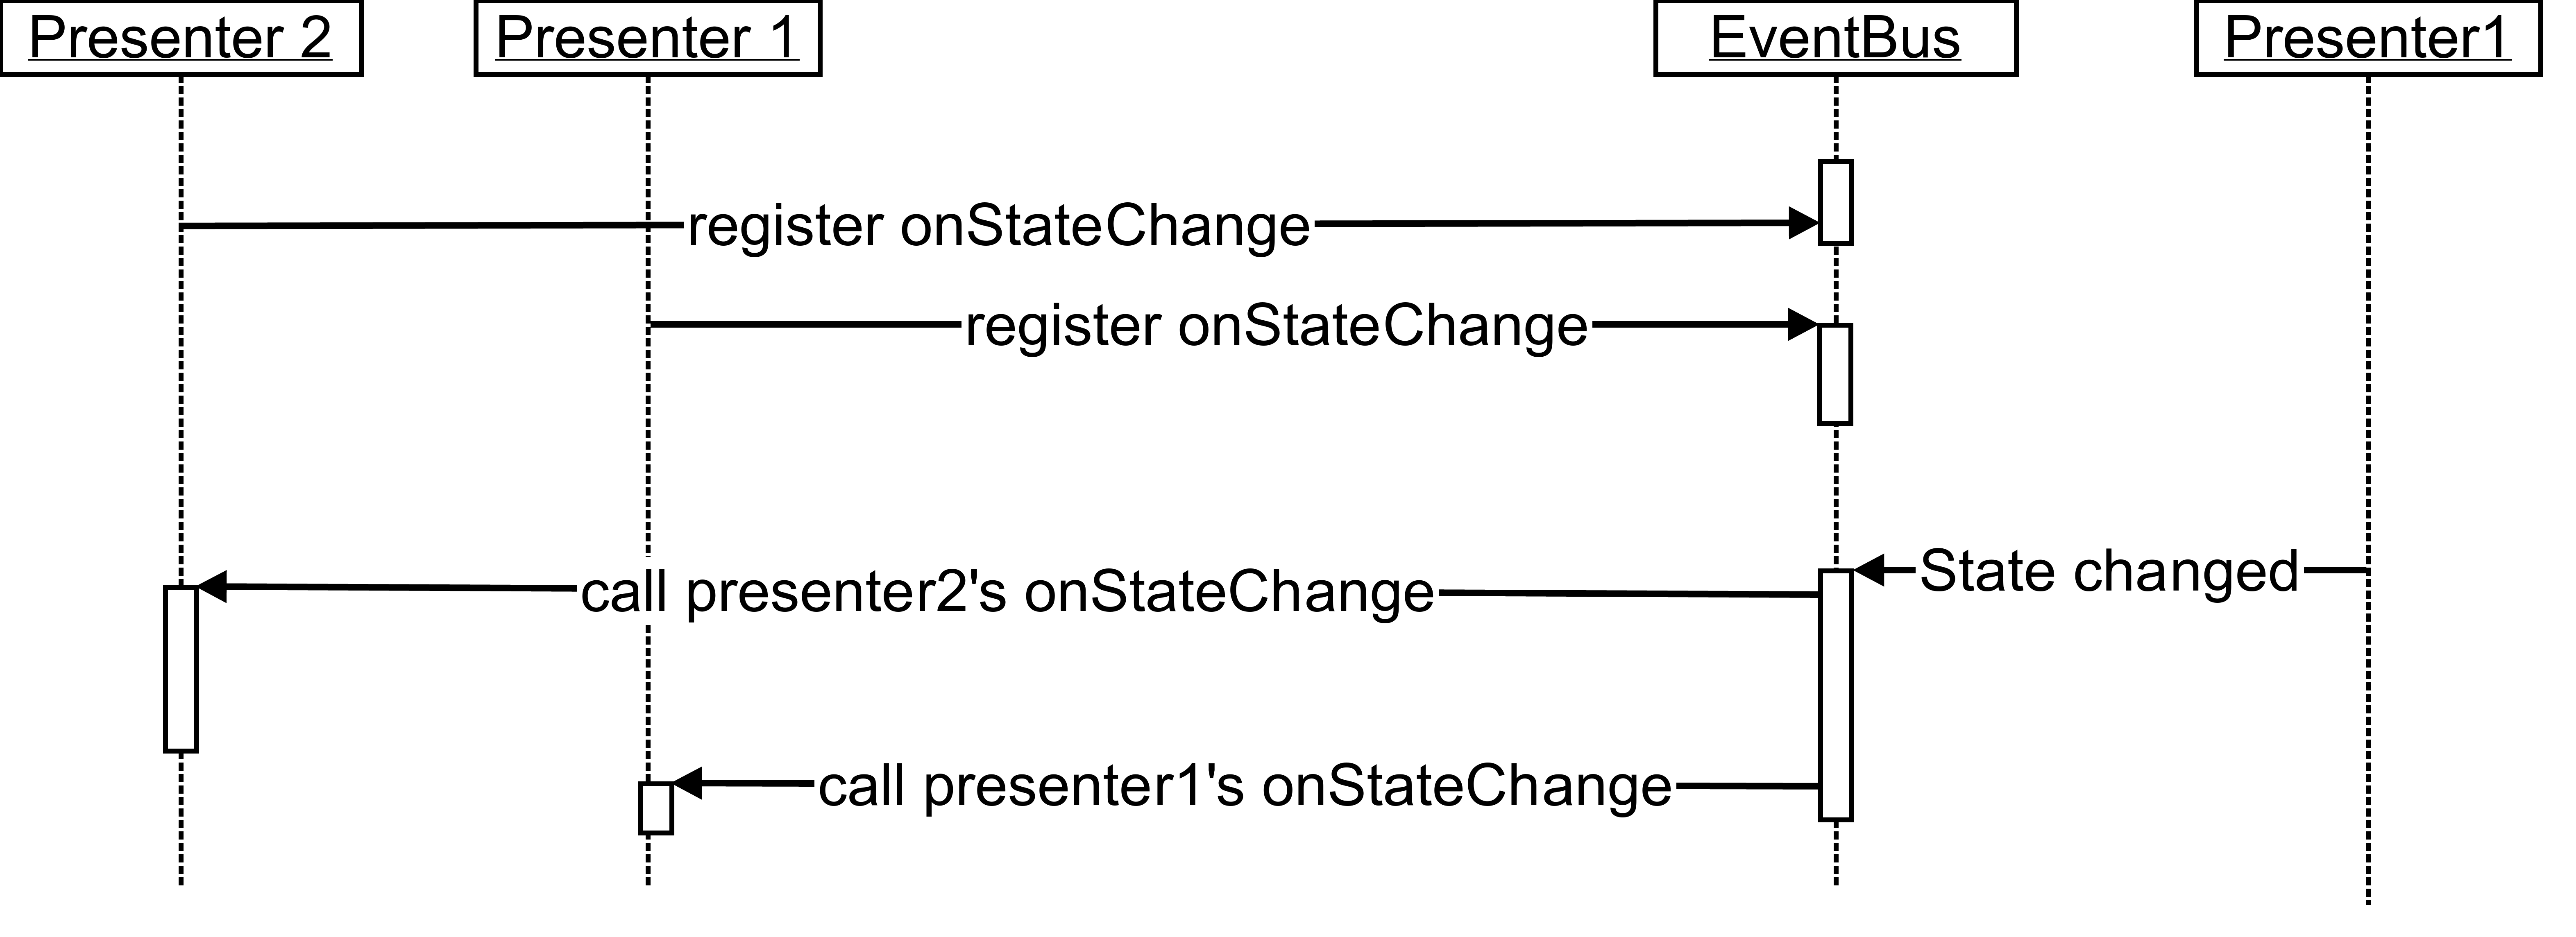 Presenter 2
Presenter 1
EventBus
Presenter1
register onStateChange
register onStateChange
State changed
call presenter2's onStateChange
call presenter1's onStateChange